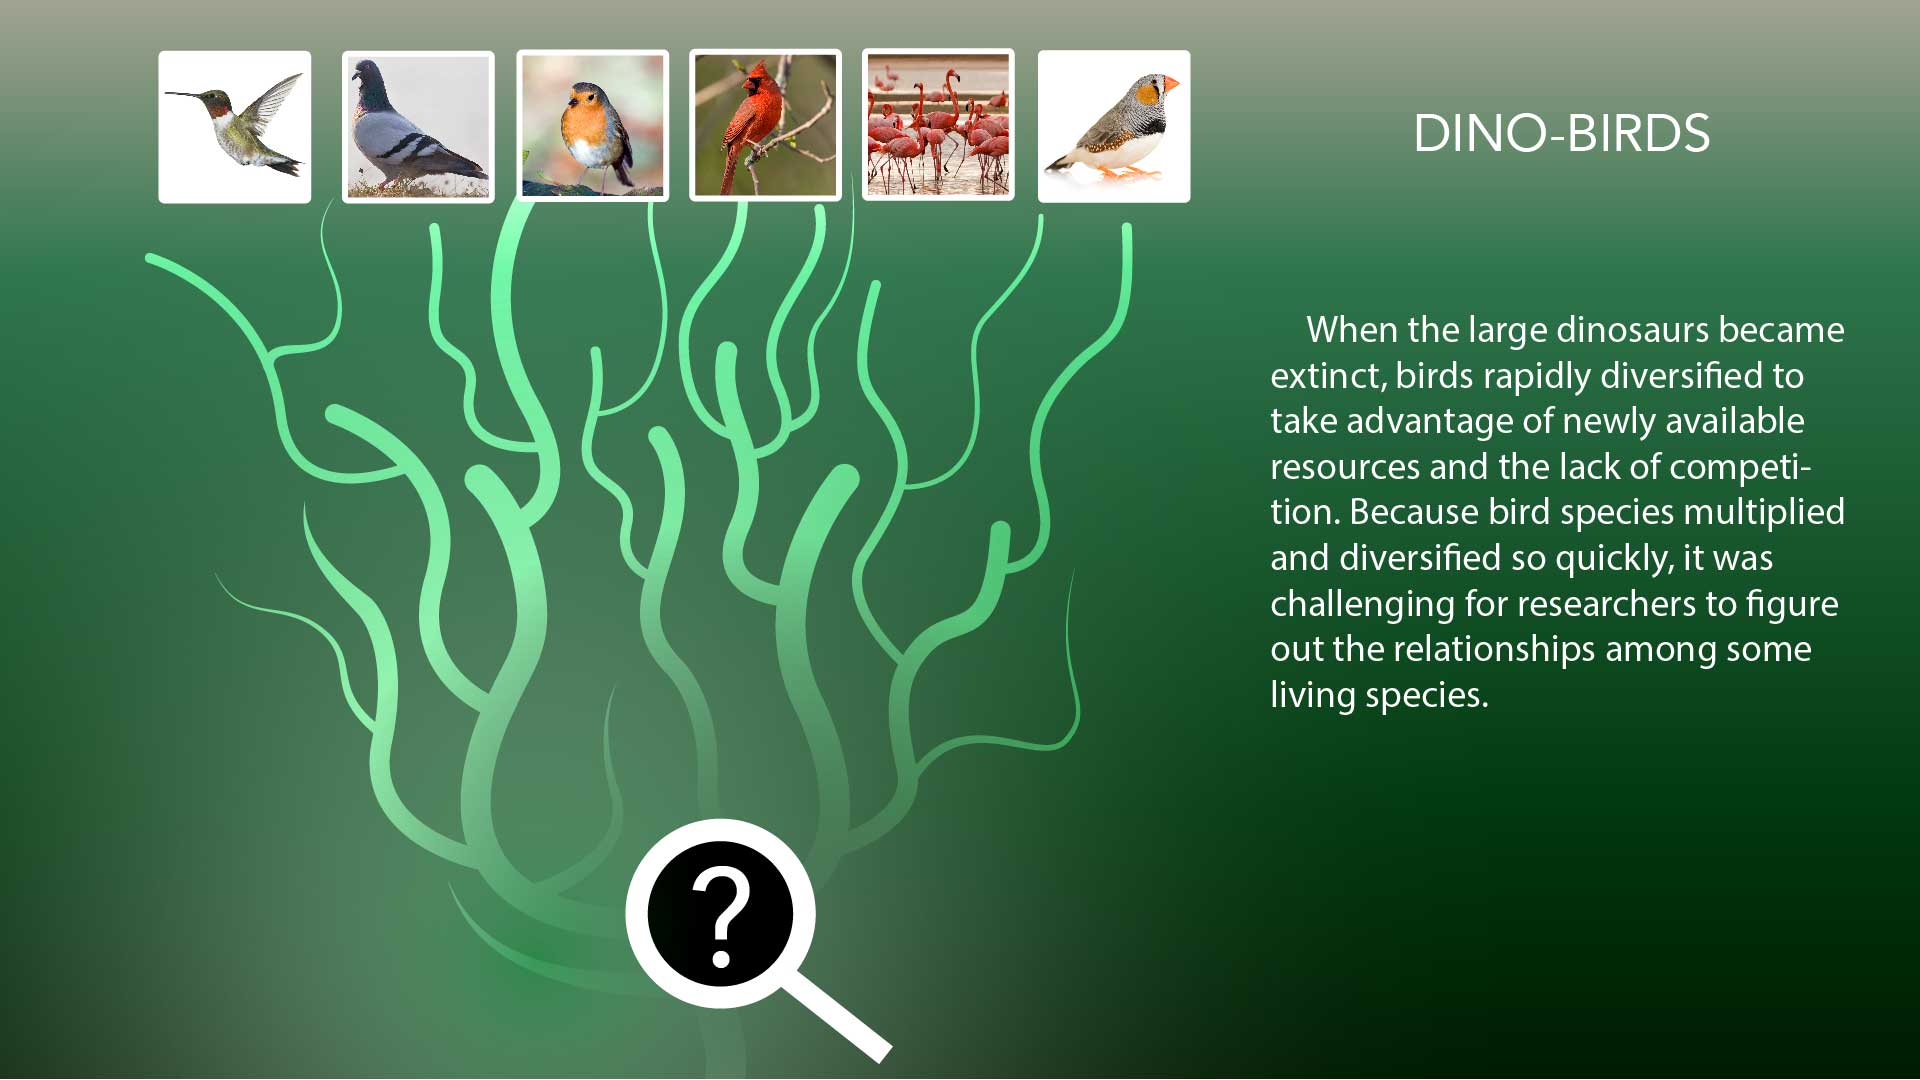 DINO-BIRDS
When the large dinosaurs became
extinct, birds rapidly diversified to
take advantage of newly available
resources and the lack of competi-
tion. Because bird species multiplied
and diversified so quickly, it was
challenging for researchers to figure
out the relationships among some
living species.
?